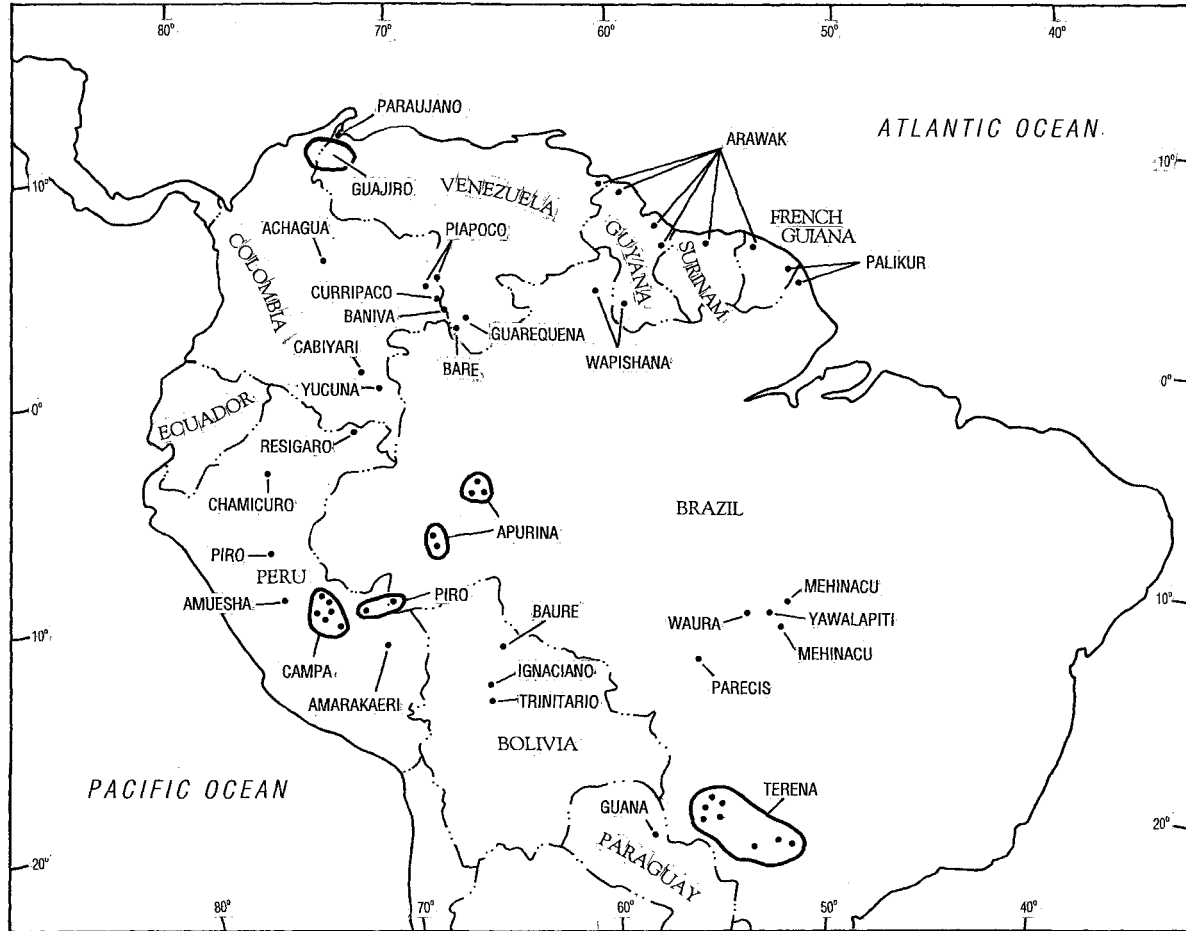 80°
70°
60°
50°
40°
PARAUJANO
ATLANTIC OCEAN
ARAWAK
10°
10°
GUAJIRO
VENEZUELA
FRENCH
GUIANA
ACHAGUA
PIAPOCO
GUYANA
SURINAM
PALIKUR
COLOMBIA
CURRIPACO
BANIVA
GUAREQUENA
CABIYARI
BARE
WAPISHANA
YUCUNA
0°
0°
ECUADOR
RESIGARO
CHAMICURO
BRAZIL
APURINA
PIRO
PERU
MEHINACU
AMUESHA
PIRO
BAURE
WAURA
YAWALAPITI
10°
10°
MEHINACU
CAMPA
IGNACIANO
PARECIS
AMARAKAERI
TRINITARIO
BOLIVIA
PACIFIC OCEAN
TERENA
GUANA
20°
PARAGUAY
20°
80°
70°
60°
50°
40°